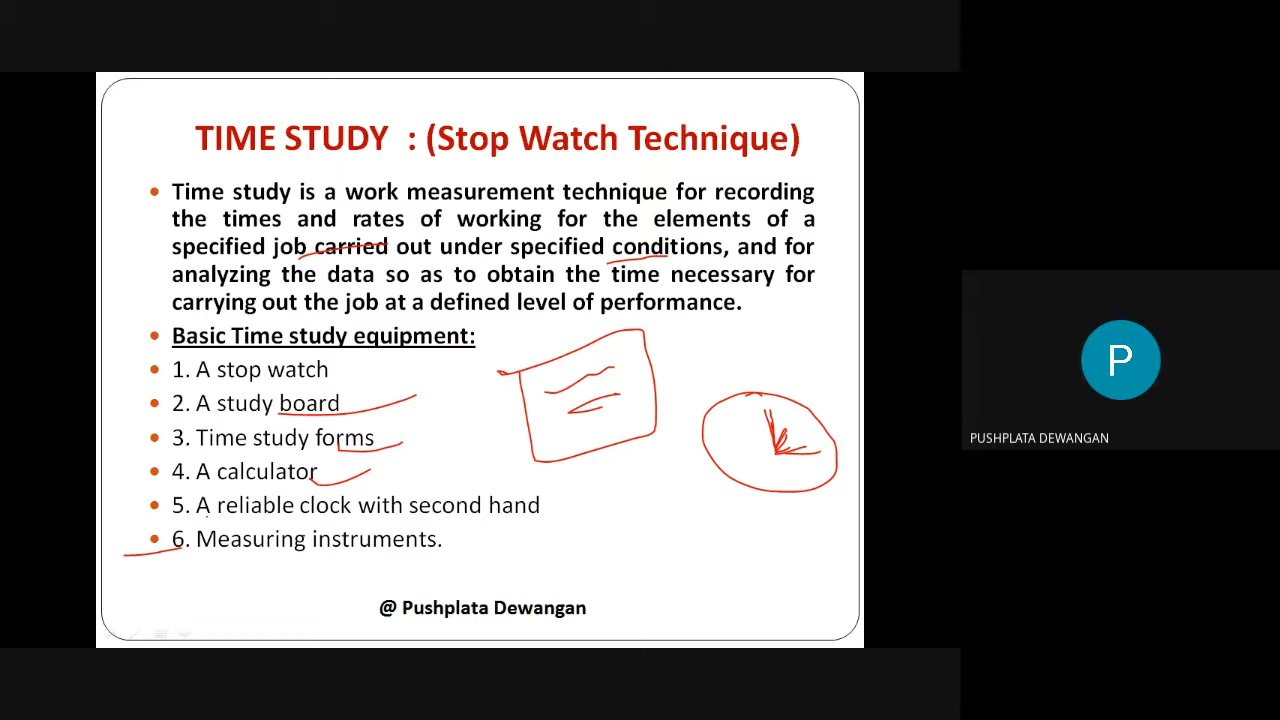 TIME STUDY : (Stop Watch Technique)
• Time study is a work measurement technique for recording
the times and rates of working for the elements of a
specified job carried out under specified conditions, and for
analyzing the data so as to obtain the time necessary for
carrying out the job at a defined level of performance.
• Basic Time study equipment:
• 1. A stop watch
• 2. A study board
• 3. Time study forms
• 4. A calculator
• 5. A reliable clock with second hand
• 6. Measuring instruments.
@ Pushplata Dewangan
P
PUSHPLATA DEWANGAN